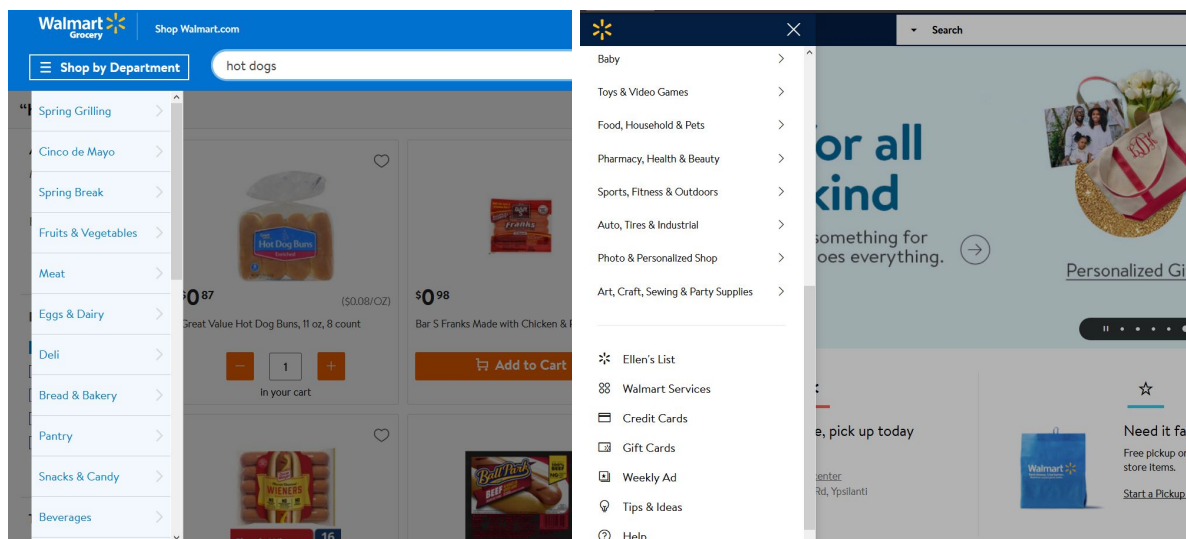 Walmart
Grocery
Shop Walmart.com
Shop by Department
hot dogs
Spring Grilling
Cinco de Mayo
Spring Break
Fruits & Vegetables
Meat
Eggs & Dairy
Deli
Bread & Bakery
Pantry
Snacks & Candy
Beverages
Hot Dog Buns
$0 87
($0.08/OZ)
Great Value Hot Dog Buns, 11 oz, 8 count
1
In your cart
BAR S
Franks
$0 98
Bar S Franks Made with Chicken &
Add to Cart
WIENERS
16
Ball Park
BEEF
Baby
Toys & Video Games
Food, Household & Pets
Pharmacy, Health & Beauty
Sports, Fitness & Outdoors
Auto, Tires & Industrial
Photo & Personalized Shop
Art, Craft, Sewing & Party Supplies
Ellen's List
Walmart Services
Credit Cards
Gift Cards
Weekly Ad
Tips & Ideas
Help
Search
or all
kind
something for
oes everything.
Personalized Gi
e, pick up today
center
Rd, Ypsilanti
Walmart
Need it fa
Free pickup or
store items.
Start a Pickup